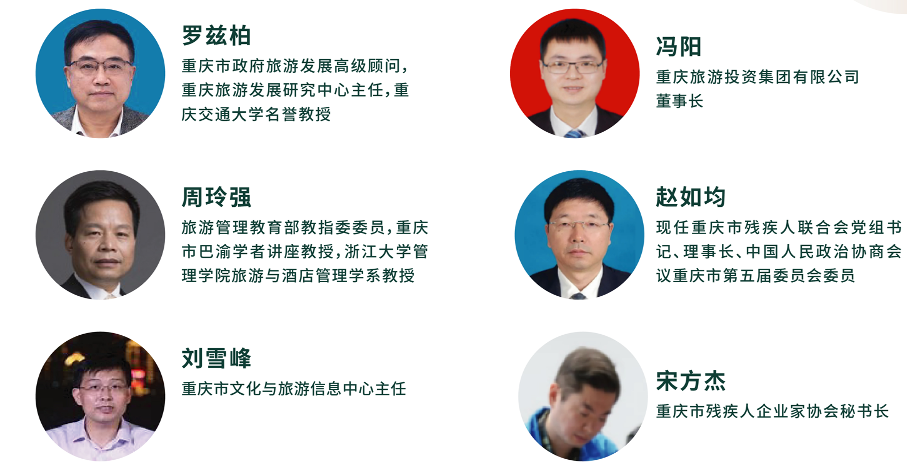 罗兹柏
重庆市政府旅游发展高级顾问，
重庆旅游发展研究中心主任，重
庆交通大学名誉教授
冯阳
重庆旅游投资集团有限公司
董事长
周玲强
旅游管理教育部教指委委员，重庆
市巴渝学者讲座教授，浙江大学管
理学院旅游与酒店管理学系教授
赵如均
现任重庆市残疾人联合会党组书
记、理事长、中国人民政治协商会
议重庆市第五届委员会委员
刘雪峰
重庆市文化与旅游信息中心主任
宋方杰
重庆市残疾人企业家协会秘书长